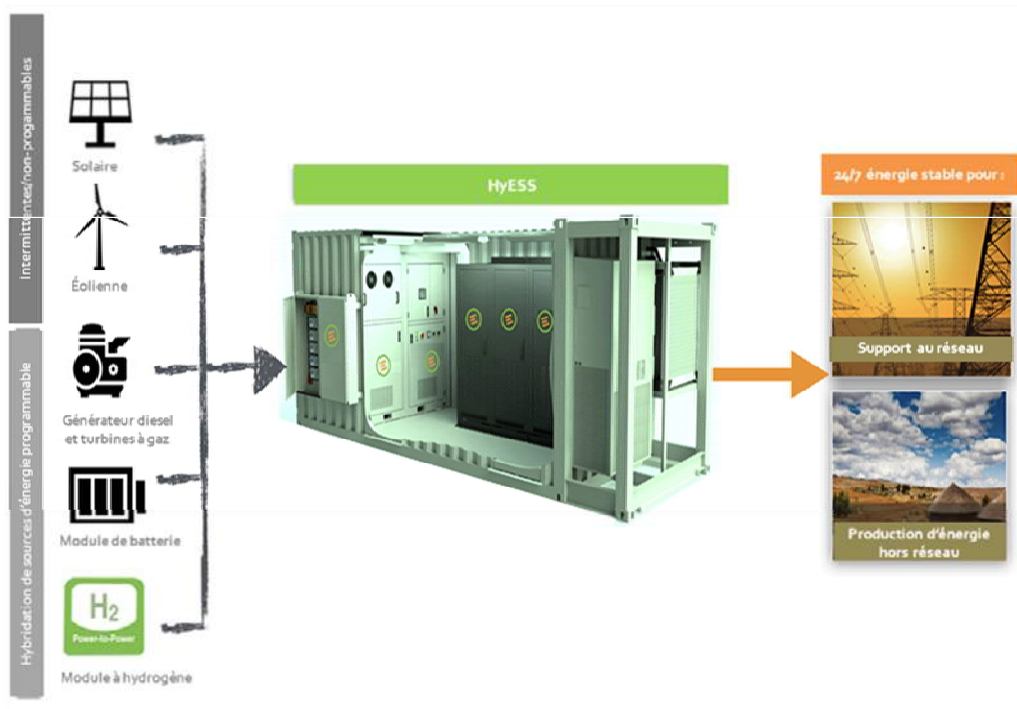 Intermittentes/non-progammables
Solaire
Éolienne
Hybridation de sources d'énergie programmable
Générateur diesel
et turbines à gaz
Module de batterie
H2
Power-to-Power
Module à hydrogène
HyESS
24/7 énergie stable pour :
Support au réseau
Production d'énergie
hors réseau